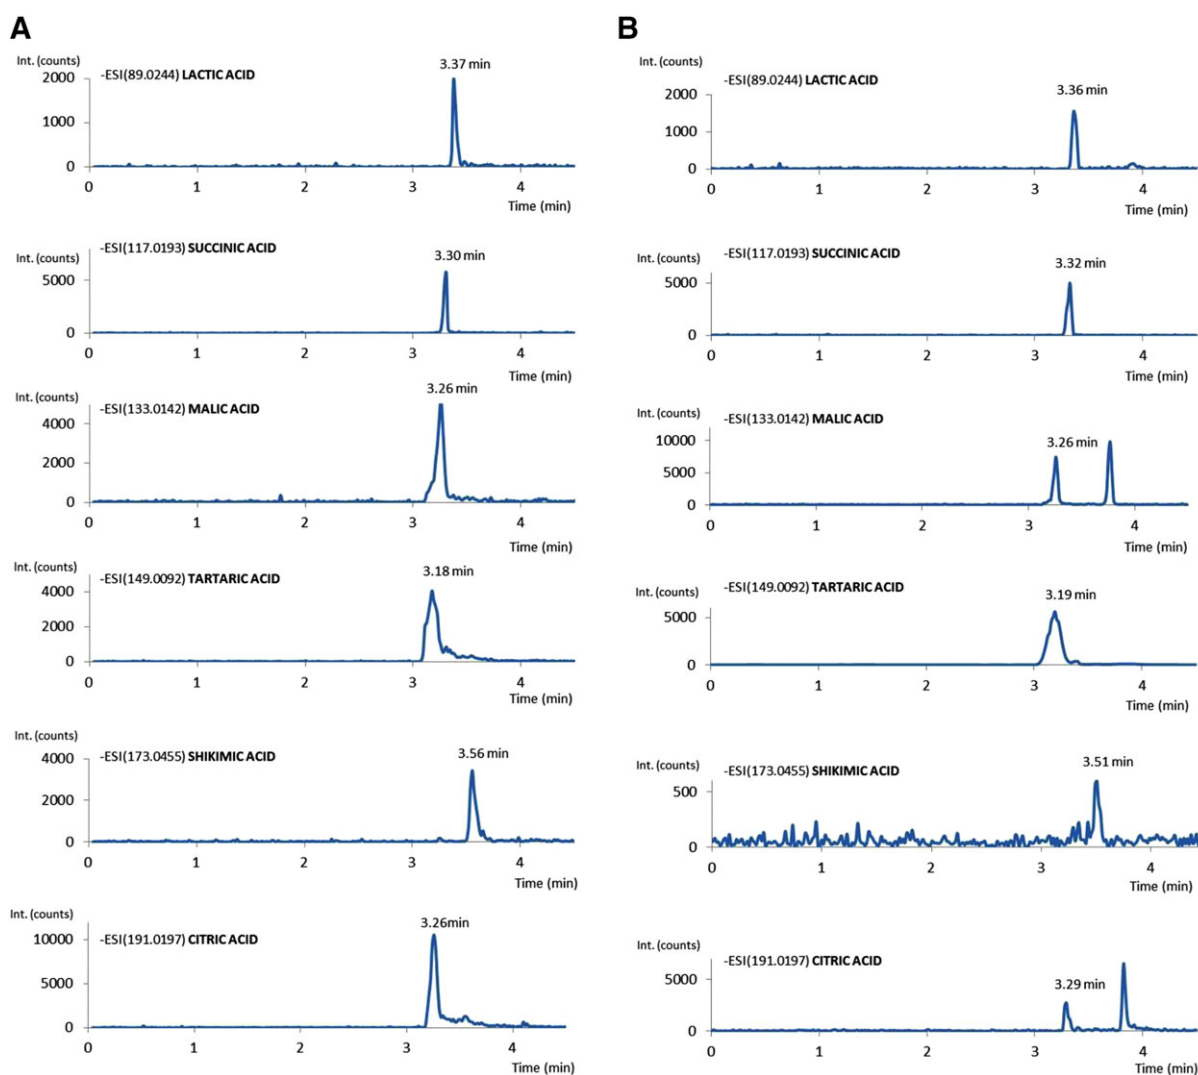 A
Int. (counts)
-ESI(89.0244) LACTIC ACID
3.37 min
2000
1000
0
0 1 2 3 4
Time (min)
Int. (counts)
-ESI(117.0193) SUCCINIC ACID
3.30 min
5000
0
0 1 2 3 4
Time (min)
Int. (counts)
-ESI(133.0142) MALIC ACID
3.26 min
4000
2000
0
0 1 2 3 4
Time (min)
Int. (counts)
-ESI(149.0092) TARTARIC ACID
3.18 min
4000
2000
0
0 1 2 3 4
Time (min)
Int. (counts)
-ESI(173.0455) SHIKIMIC ACID
3.56 min
4000
2000
0
0 1 2 3 4
Time (min)
Int. (counts)
-ESI(191.0197) CITRIC ACID
3.26min
10000
5000
0
0 1 2 3 4
Time (min)
B
Int. (counts)
-ESI(89.0244) LACTIC ACID
3.36 min
2000
1000
0
0 1 2 3 4
Time (min)
Int. (counts)
-ESI(117.0193) SUCCINIC ACID
3.32 min
5000
0
0 1 2 3 4
Time (min)
Int. (counts)
-ESI(133.0142) MALIC ACID
3.26 min
10000
5000
0
0 1 2 3 4
Time (min)
Int. (counts)
-ESI(149.0092) TARTARIC ACID
3.19 min
5000
0
0 1 2 3 4
Time (min)
Int. (counts)
-ESI(173.0455) SHIKIMIC ACID
3.51 min
500
0
0 1 2 3 4
Time (min)
Int. (counts)
-ESI(191.0197) CITRIC ACID
3.29 min
5000
0
0 1 2 3 4
Time (min)